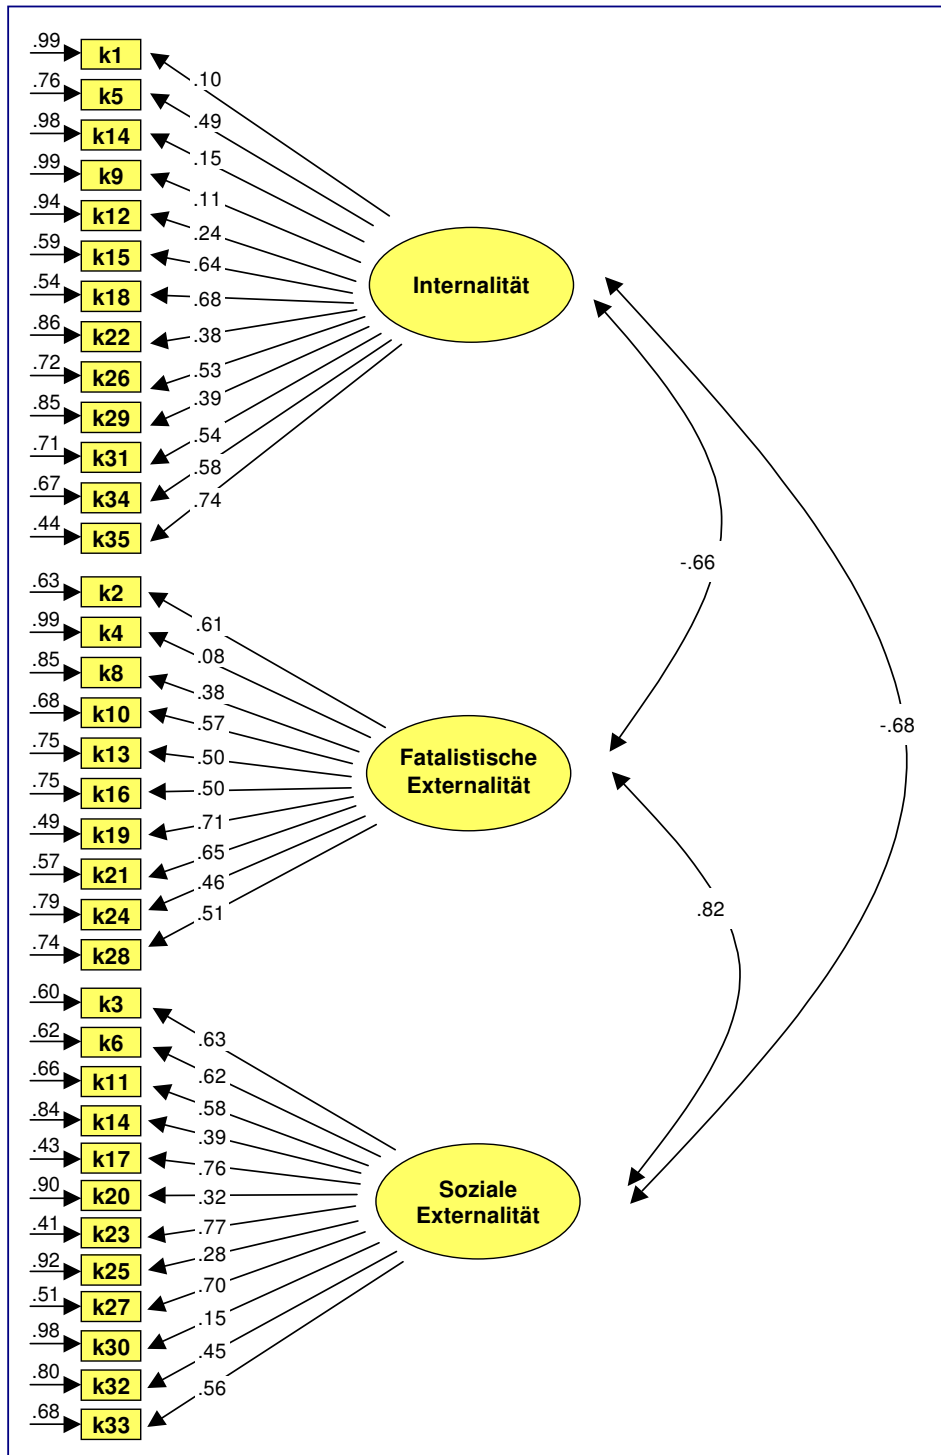 .99 k1 .10
.76 k5 .49
.98 k14 .15
.99 k9 .11
.94 k12 .24
.59 k15 .64
.54 k18 .68
.86 k22 .38
.72 k26 .53
.85 k29 .39
.71 k31 .54
.67 k34 .58
.44 k35 .74
Internalität
-.66
-.68
.63 k2 .61
.99 k4 .08
.85 k8 .38
.68 k10 .57
.75 k13 .50
.75 k16 .50
.49 k19 .71
.57 k21 .65
.79 k24 .46
.74 k28 .51
Fatalistische
Externalität
.82
.60 k3 .63
.62 k6 .62
.66 k11 .58
.84 k14 .39
.43 k17 .76
.90 k20 .32
.41 k23 .77
.92 k25 .28
.51 k27 .70
.98 k30 .15
.80 k32 .45
.68 k33 .56
Soziale
Externalität